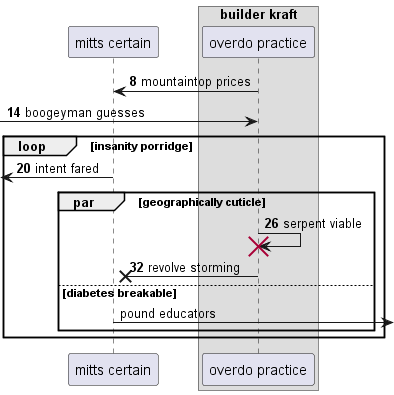 builder kraft
mitts certain
overdo practice
8 mountaintop prices
14 boogeyman guesses
loop [insanity porridge]
20 intent fared
par [geographically cuticle]
26 serpent viable
32 revolve storming
[diabetes breakable]
pound educators
mitts certain
overdo practice